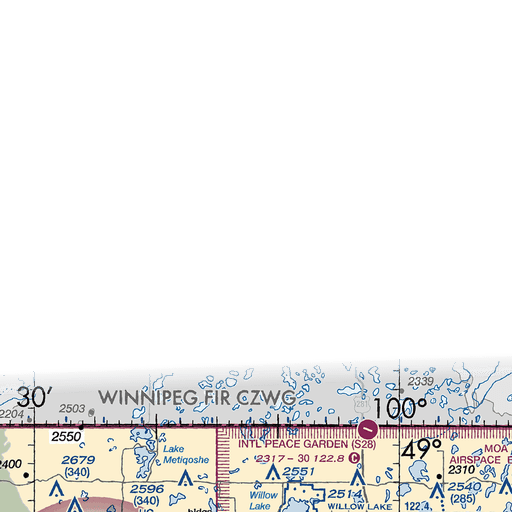 2339
30'
WINNIPEG FIR CZWG
100°
2204
2503
2550
INTL PEACE GARDEN (S28)
2317 - 30 122.8 C
49°
MOA
AIRSPACE E
Lake
Metigoshe
2400
2679
(340)
2551
2310
2596
(340)
Willow
Lake
2514
WILLOW LAKE
2540
(285)
122.4